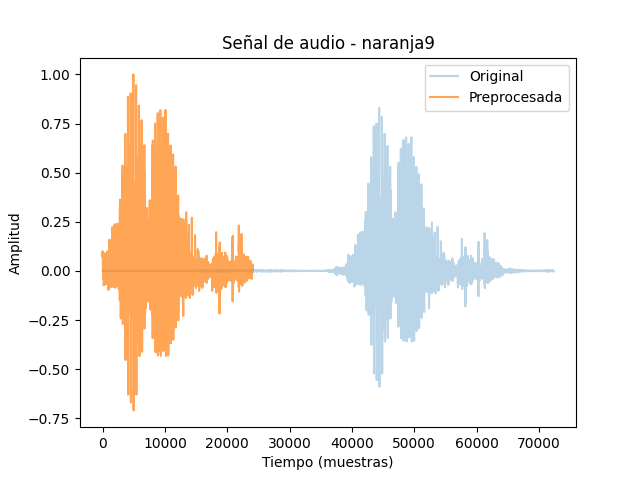 Señal de audio - naranja9
Original
Preprocesada
1.00
0.75
0.50
0.25
0.00
−0.25
−0.50
−0.75
Amplitud
0 10000 20000 30000 40000 50000 60000 70000
Tiempo (muestras)